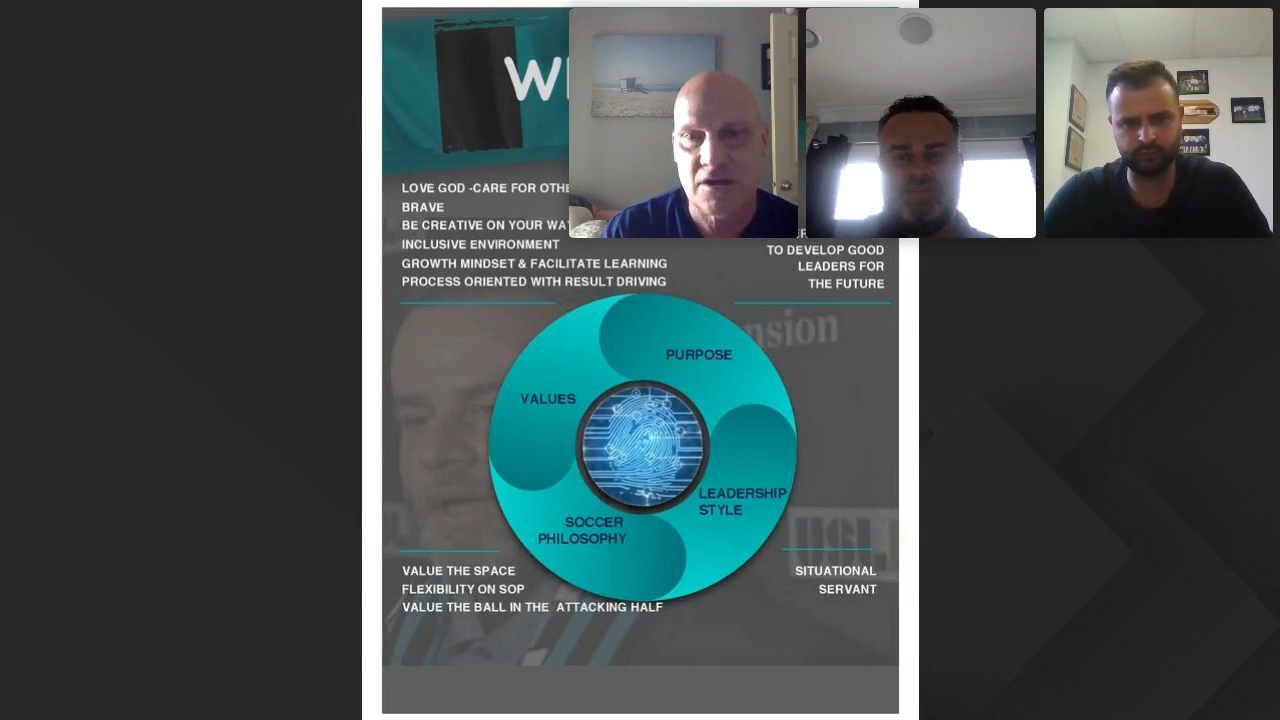 LOVE GOD -CARE FOR
BRAVE
BE CREATIVE ON YOUR
INCLUSIVE ENVIRONMENT
GROWTH MINDSET & FACILITATE LEARNING
PROCESS ORIENTED WITH RESULT DRIVING
TO DEVELOP GOOD
LEADERS FOR
THE FUTURE
PURPOSE
VALUES
LEADERSHIP
STYLE
SOCCER
PHILOSOPHY
VALUE THE SPACE
FLEXIBILITY ON SOP
VALUE THE BALL IN THE ATTACKING HALF
SITUATIONAL
SERVANT
USL